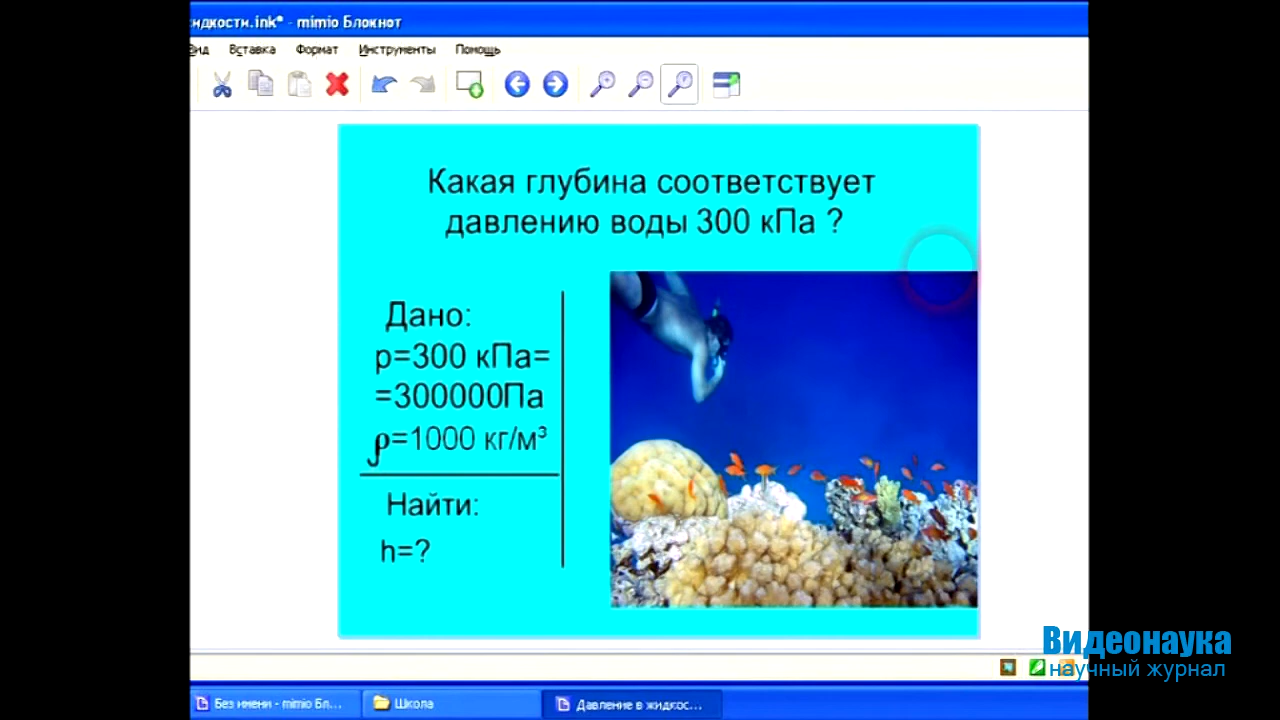 идкости.ink* - mimio Блокнот
Вид Вставка Формат Инструменты Помощь
Какая глубина соответствует
давлению воды 300 кПа ?
Дано:
p=300 кПа=
=300000Па
ρ=1000 кг/м³
Найти:
h=?
Видеонаука
научный журнал
Без имени - mimio Бл... Школа Давление в жидкос...